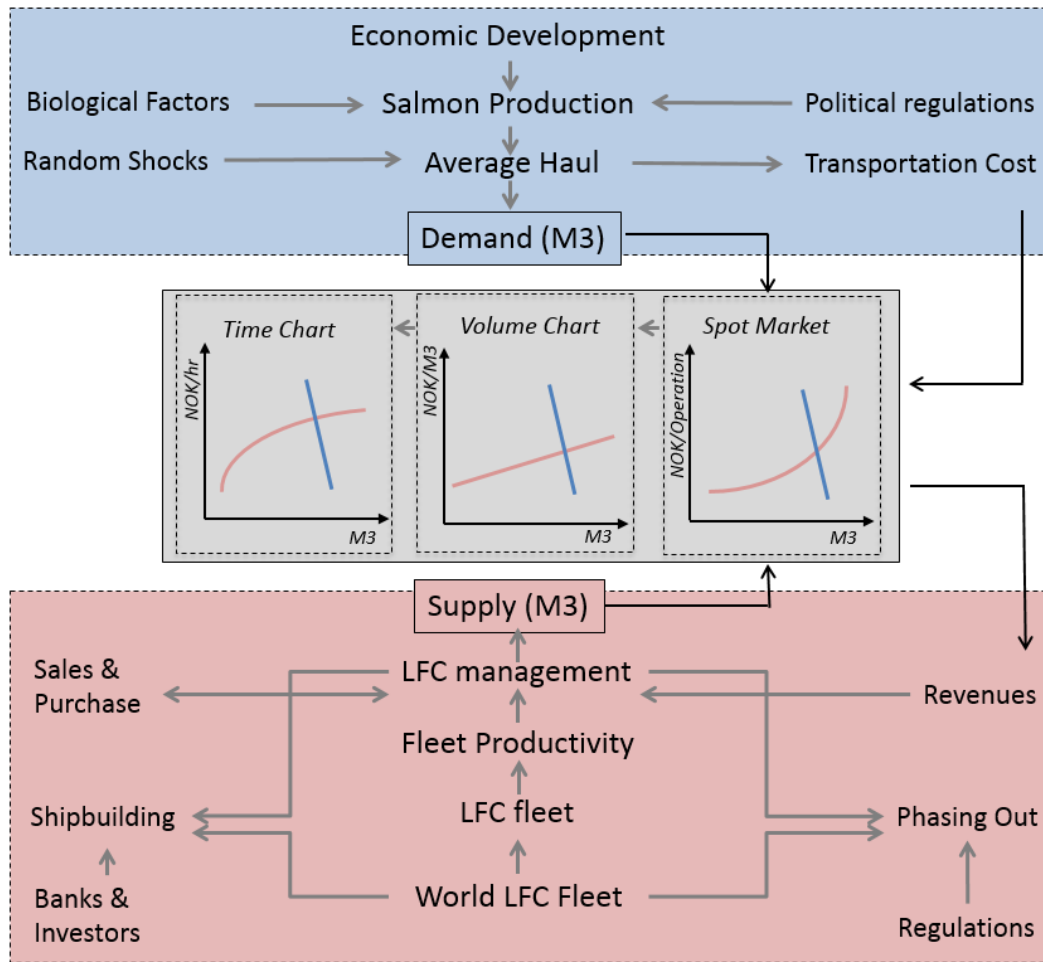 Economic Development
Biological Factors
Salmon Production
Political regulations
Random Shocks
Average Haul
Transportation Cost
Demand (M3)
Time Chart
Volume Chart
Spot Market
NOK/hr
NOK/M3
NOK/Operation
M3
M3
M3
Supply (M3)
Sales &
Purchase
LFC management
Revenues
Fleet Productivity
Shipbuilding
LFC fleet
Phasing Out
Banks &
Investors
World LFC Fleet
Regulations